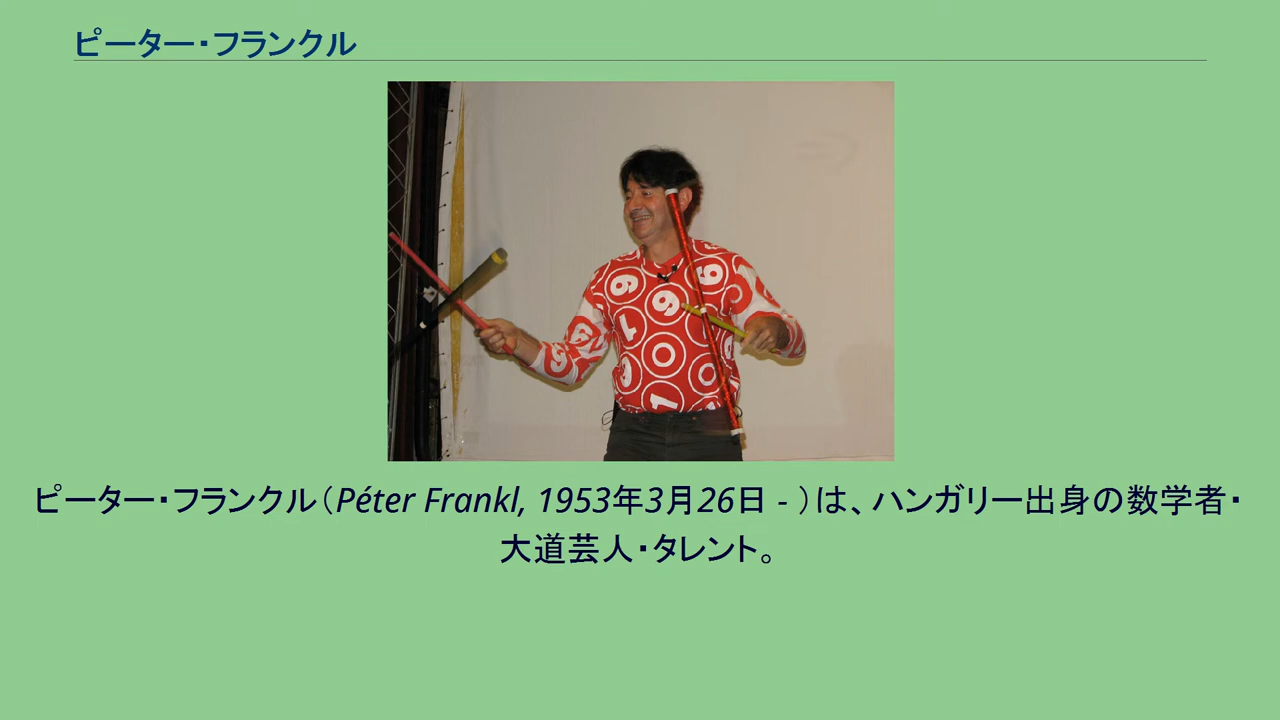 ピーター・フランクル
ピーター・フランクル（Péter Frankl, 1953年3月26日 - ）は、ハンガリー出身の数学者・
大道芸人・タレント。